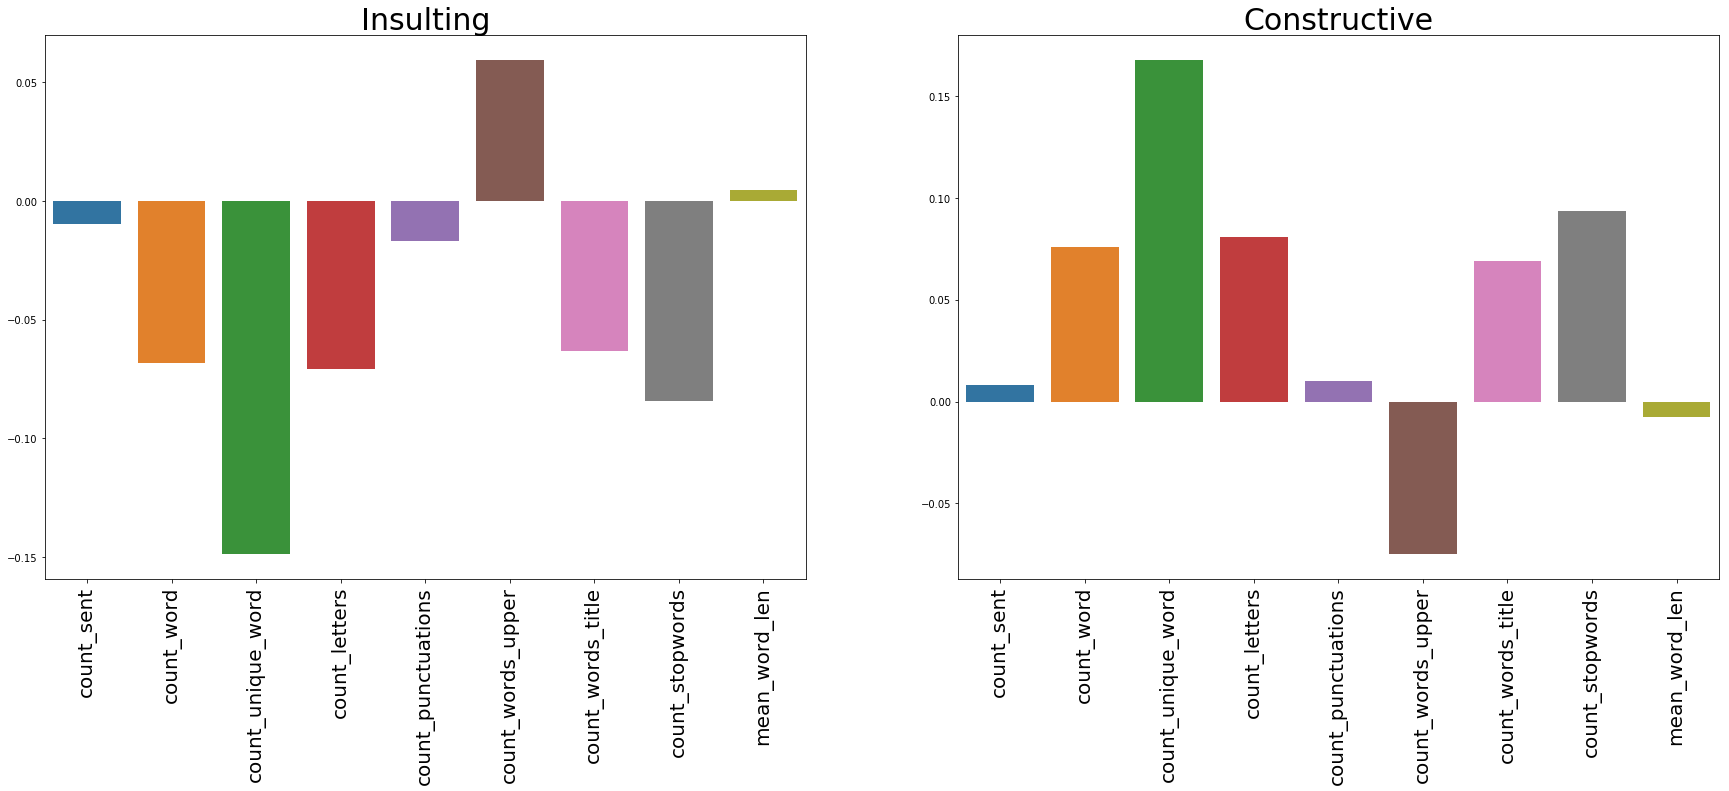 Insulting
0.05
0.00
−0.05
−0.10
−0.15
count_sent
count_word
count_unique_word
count_letters
count_punctuations
count_words_upper
count_words_title
count_stopwords
mean_word_len
Constructive
0.15
0.10
0.05
0.00
−0.05
count_sent
count_word
count_unique_word
count_letters
count_punctuations
count_words_upper
count_words_title
count_stopwords
mean_word_len